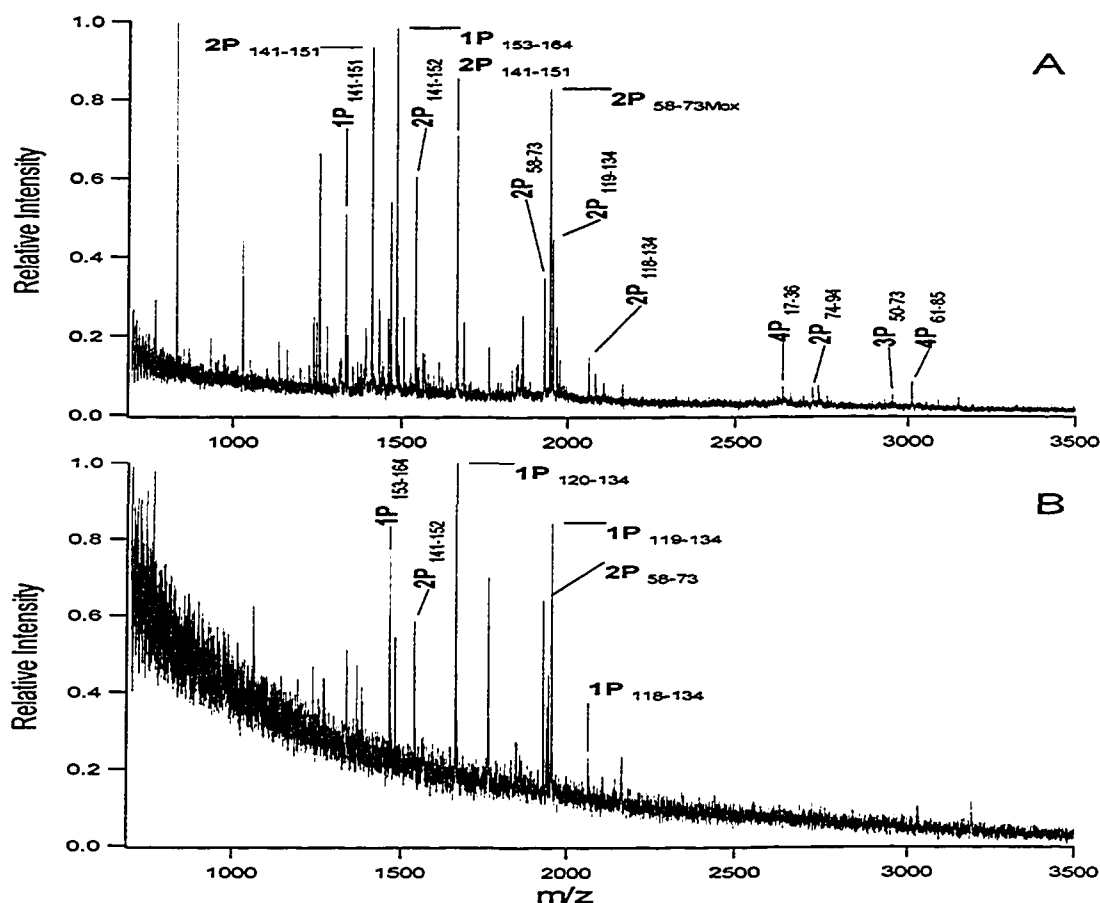 A
1.0
0.8
0.6
0.4
0.2
0.0
Relative Intensity
2P 141-151
1P 141-151
2P 141-152
1P 153-164
2P 141-151
2P 58-73Mox
2P 58-73
2P 119-134
2P 118-134
4P 17-36
2P 74-94
3P 50-73
4P 61-85
1000
1500
2000
2500
3000
3500
B
1.0
0.8
0.6
0.4
0.2
0.0
Relative Intensity
1P 153-164
2P 141-152
1P 120-134
1P 119-134
2P 58-73
1P 118-134
1000
1500
2000
2500
3000
3500
m/z